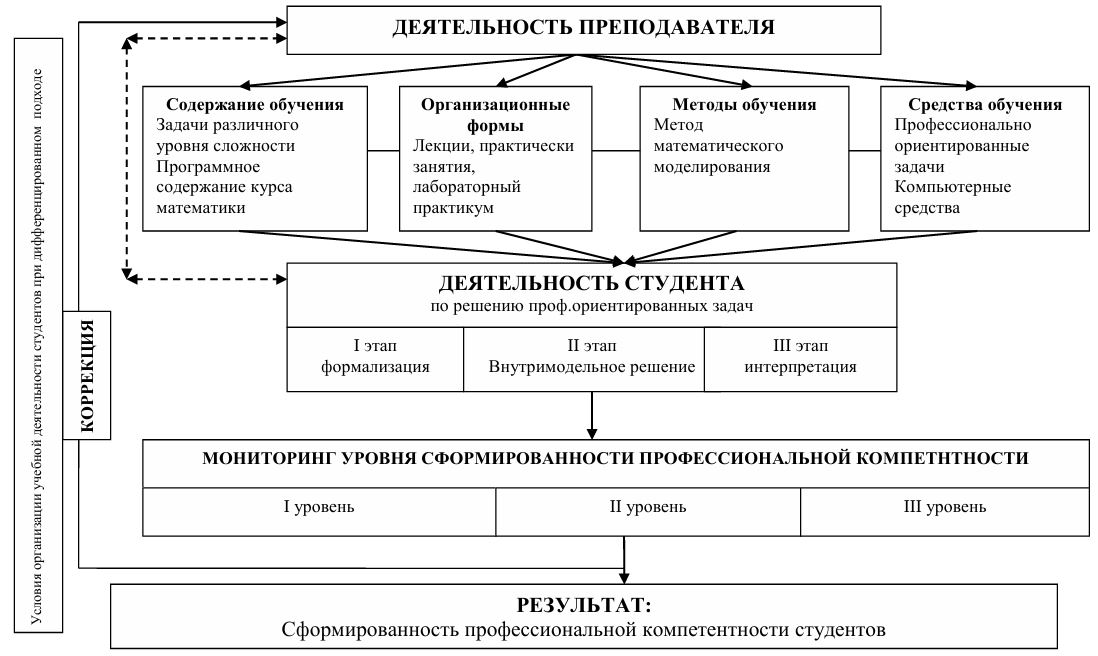 ДЕЯТЕЛЬНОСТЬ ПРЕПОДАВАТЕЛЯ
Содержание обучения
Задачи различного
уровня сложности
Программное
содержание курса
математики
Организационные
формы
Лекции, практически
занятия,
лабораторный
практикум
Методы обучения
Метод
математического
моделирования
Средства обучения
Профессионально
ориентированные
задачи
Компьютерные
средства
ДЕЯТЕЛЬНОСТЬ СТУДЕНТА
по решению проф.ориентированных задач
I этап
формализация
II этап
Внутримодельное решение
III этап
интерпретация
МОНИТОРИНГ УРОВНЯ СФОРМИРОВАННОСТИ ПРОФЕССИОНАЛЬНОЙ КОМПЕТНТНОСТИ
I уровень
II уровень
III уровень
РЕЗУЛЬТАТ:
Сформированность профессиональной компетентности студентов
КОРРЕКЦИЯ
Условия организации учебной деятельности студентов при дифференцированном подходе